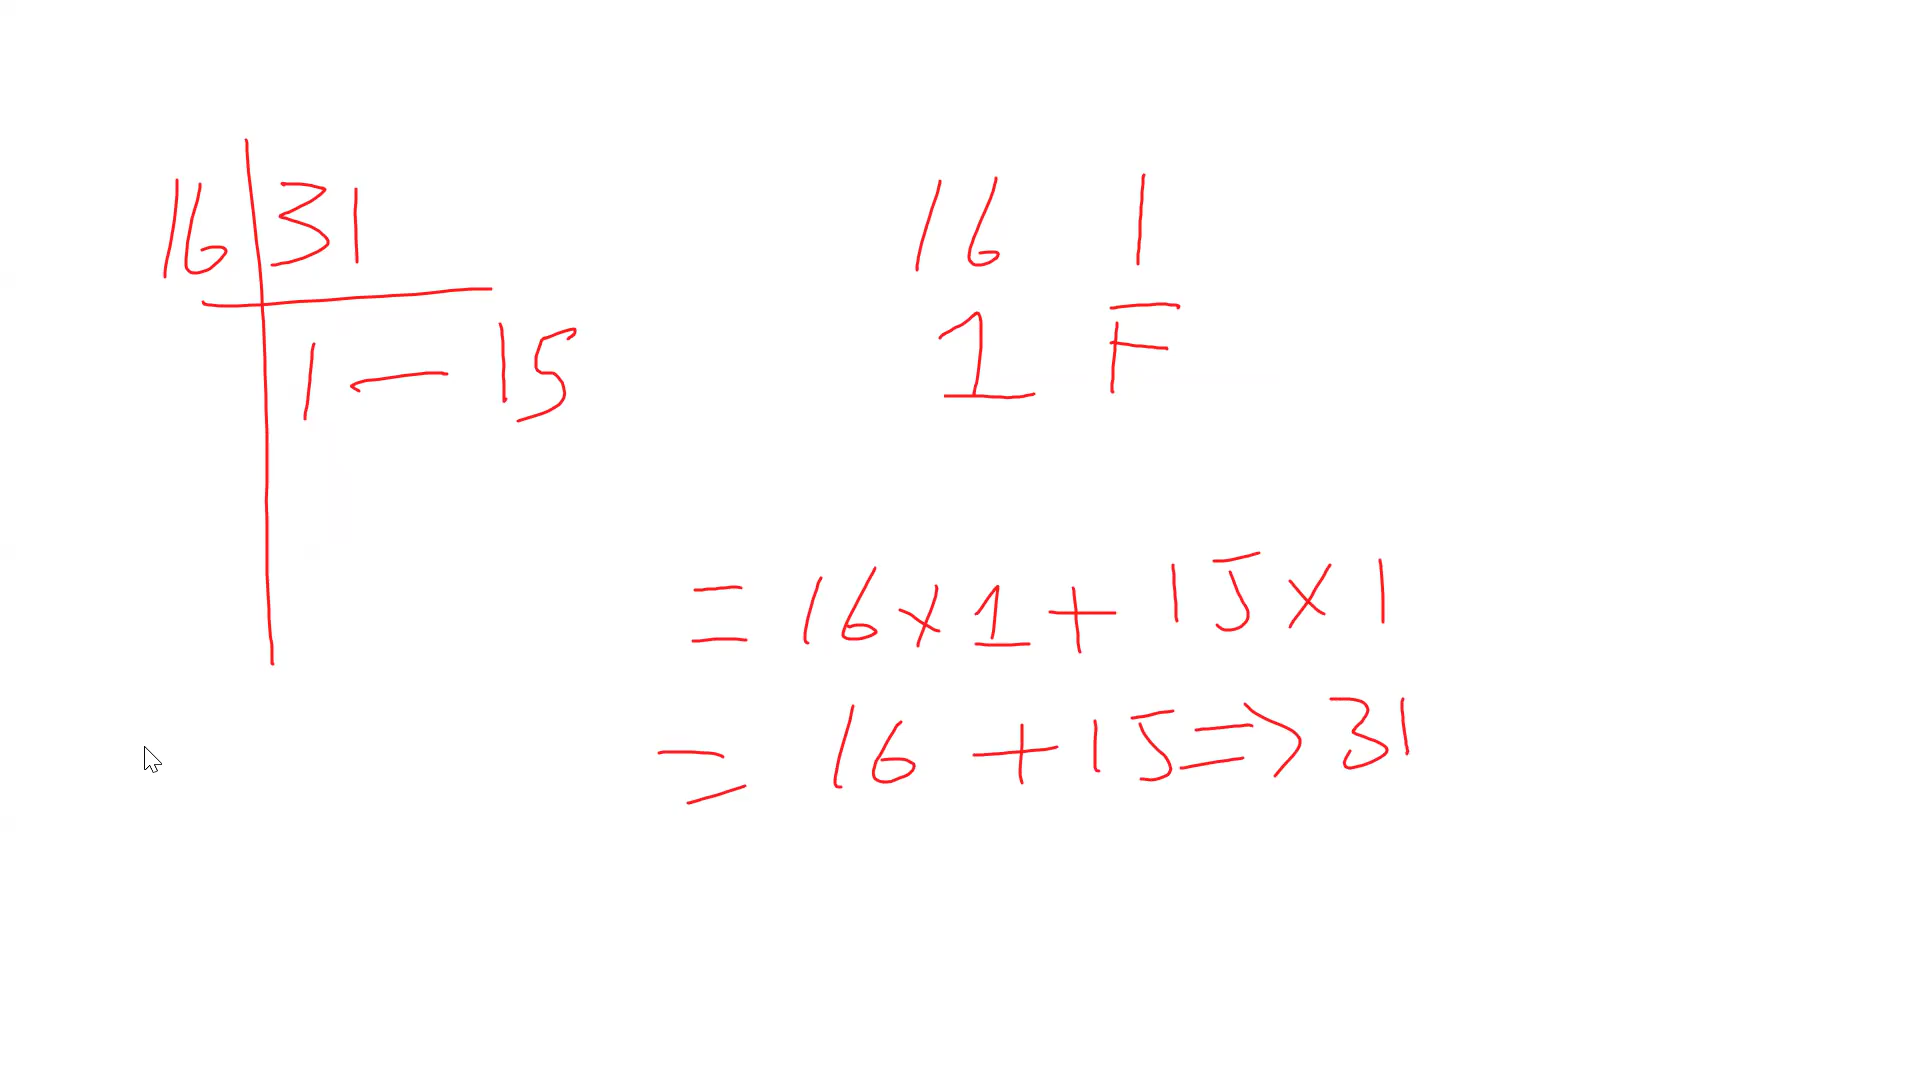 16 31
1 — 15
16 1
1 F
= 16 x 1 + 15 x 1
= 16 + 15 => 31